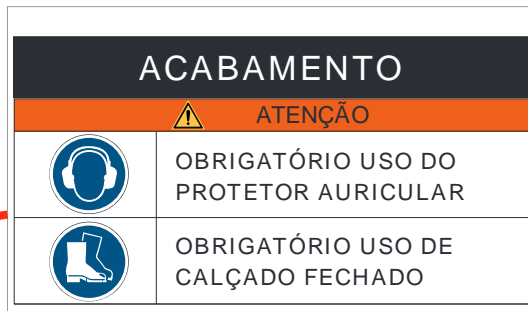 ACABAMENTO
ATENÇÃO
OBRIGATÓRIO USO DO
PROTETOR AURICULAR
OBRIGATÓRIO USO DE
CALÇADO FECHADO